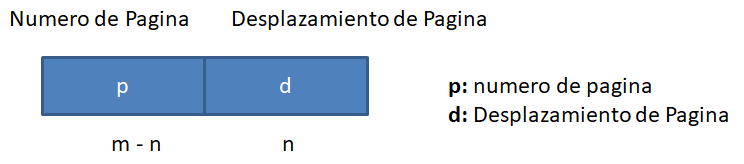 Numero de Pagina Desplazamiento de Pagina
p d
p: numero de pagina
d: Desplazamiento de Pagina
m - n n